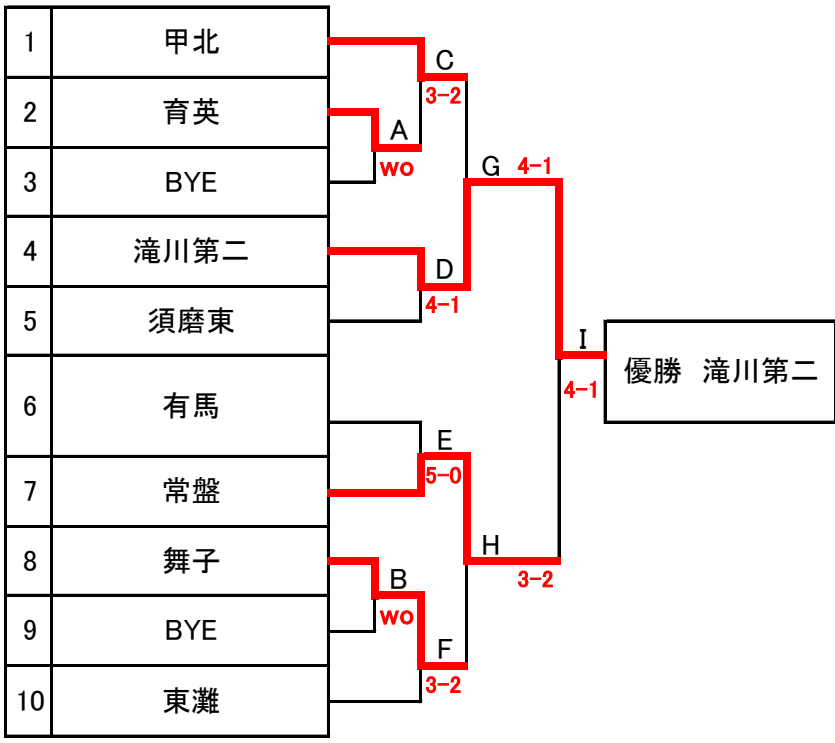 1 甲北
2 育英
3 BYE
4 滝川第二
5 須磨東
6 有馬
7 常盤
8 舞子
9 BYE
10 東灘
A
wo
B
wo
C
3-2
D
4-1
E
5-0
F
3-2
G 4-1
H
3-2
I
4-1
優勝 滝川第二